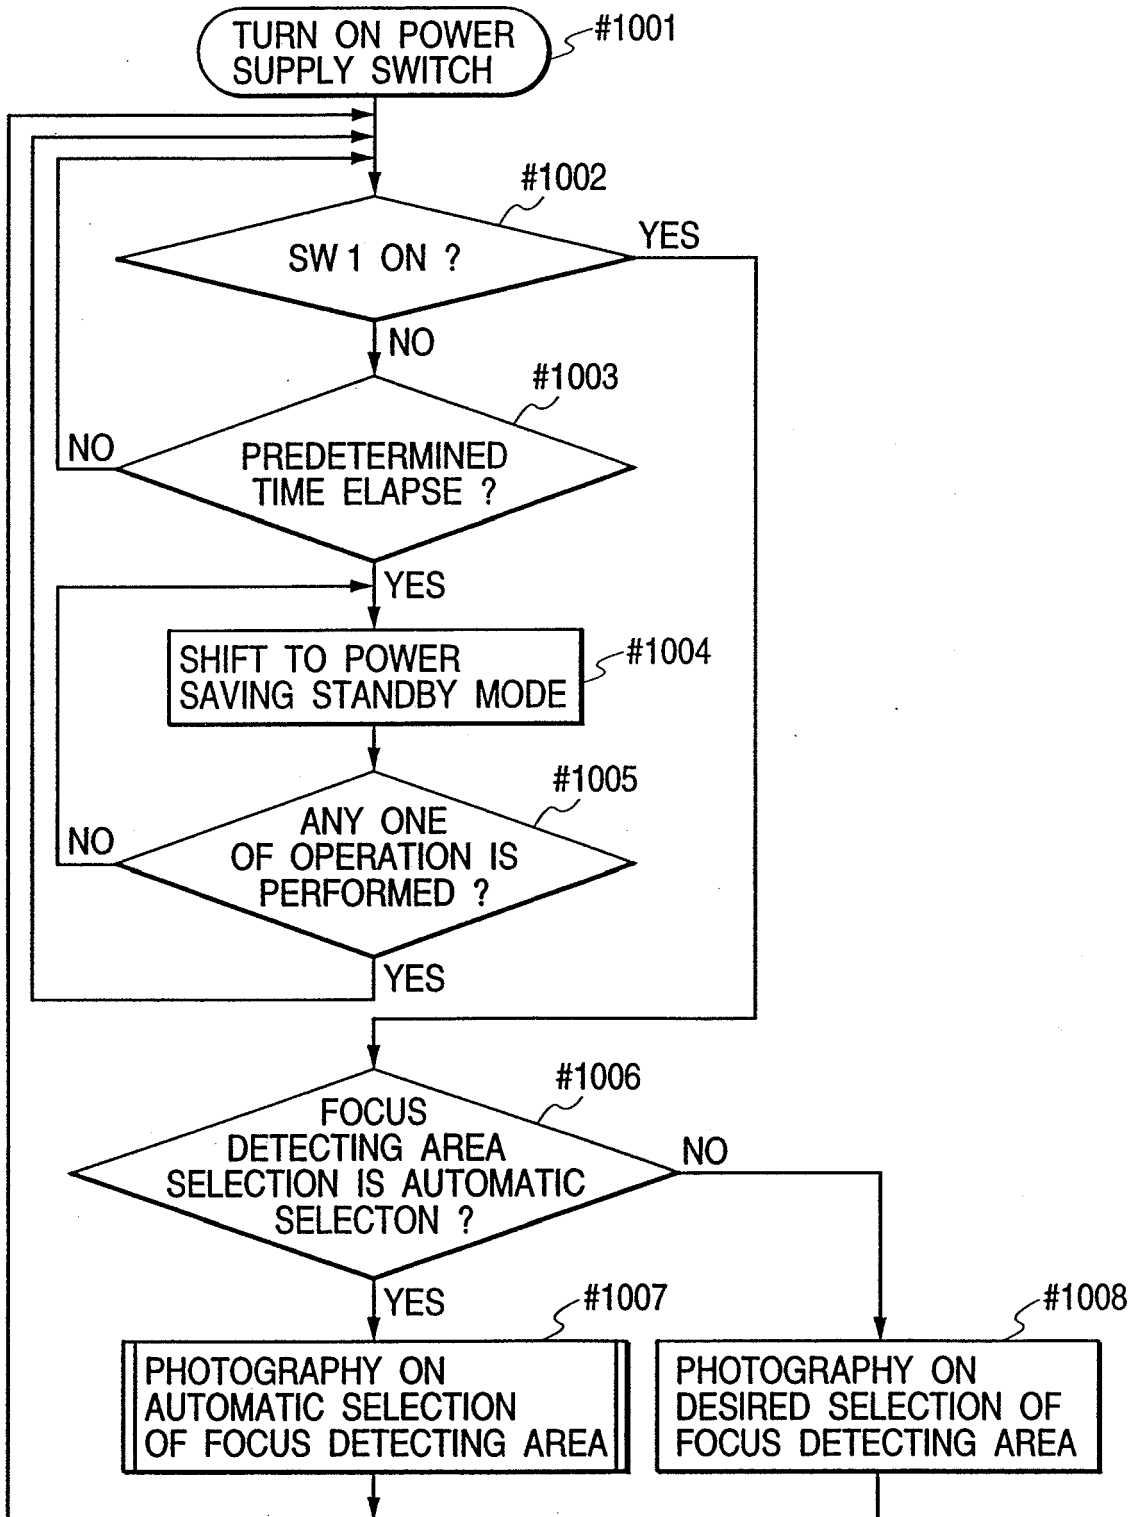 TURN ON POWER
SUPPLY SWITCH
#1001
#1002
SW 1 ON ?
YES
NO
#1003
PREDETERMINED
TIME ELAPSE ?
NO
YES
SHIFT TO POWER
SAVING STANDBY MODE
#1004
#1005
ANY ONE
OF OPERATION IS
PERFORMED ?
NO
YES
#1006
FOCUS
DETECTING AREA
SELECTION IS AUTOMATIC
SELECTON ?
NO
YES
#1007
PHOTOGRAPHY ON
AUTOMATIC SELECTION
OF FOCUS DETECTING AREA
#1008
PHOTOGRAPHY ON
DESIRED SELECTION OF
FOCUS DETECTING AREA